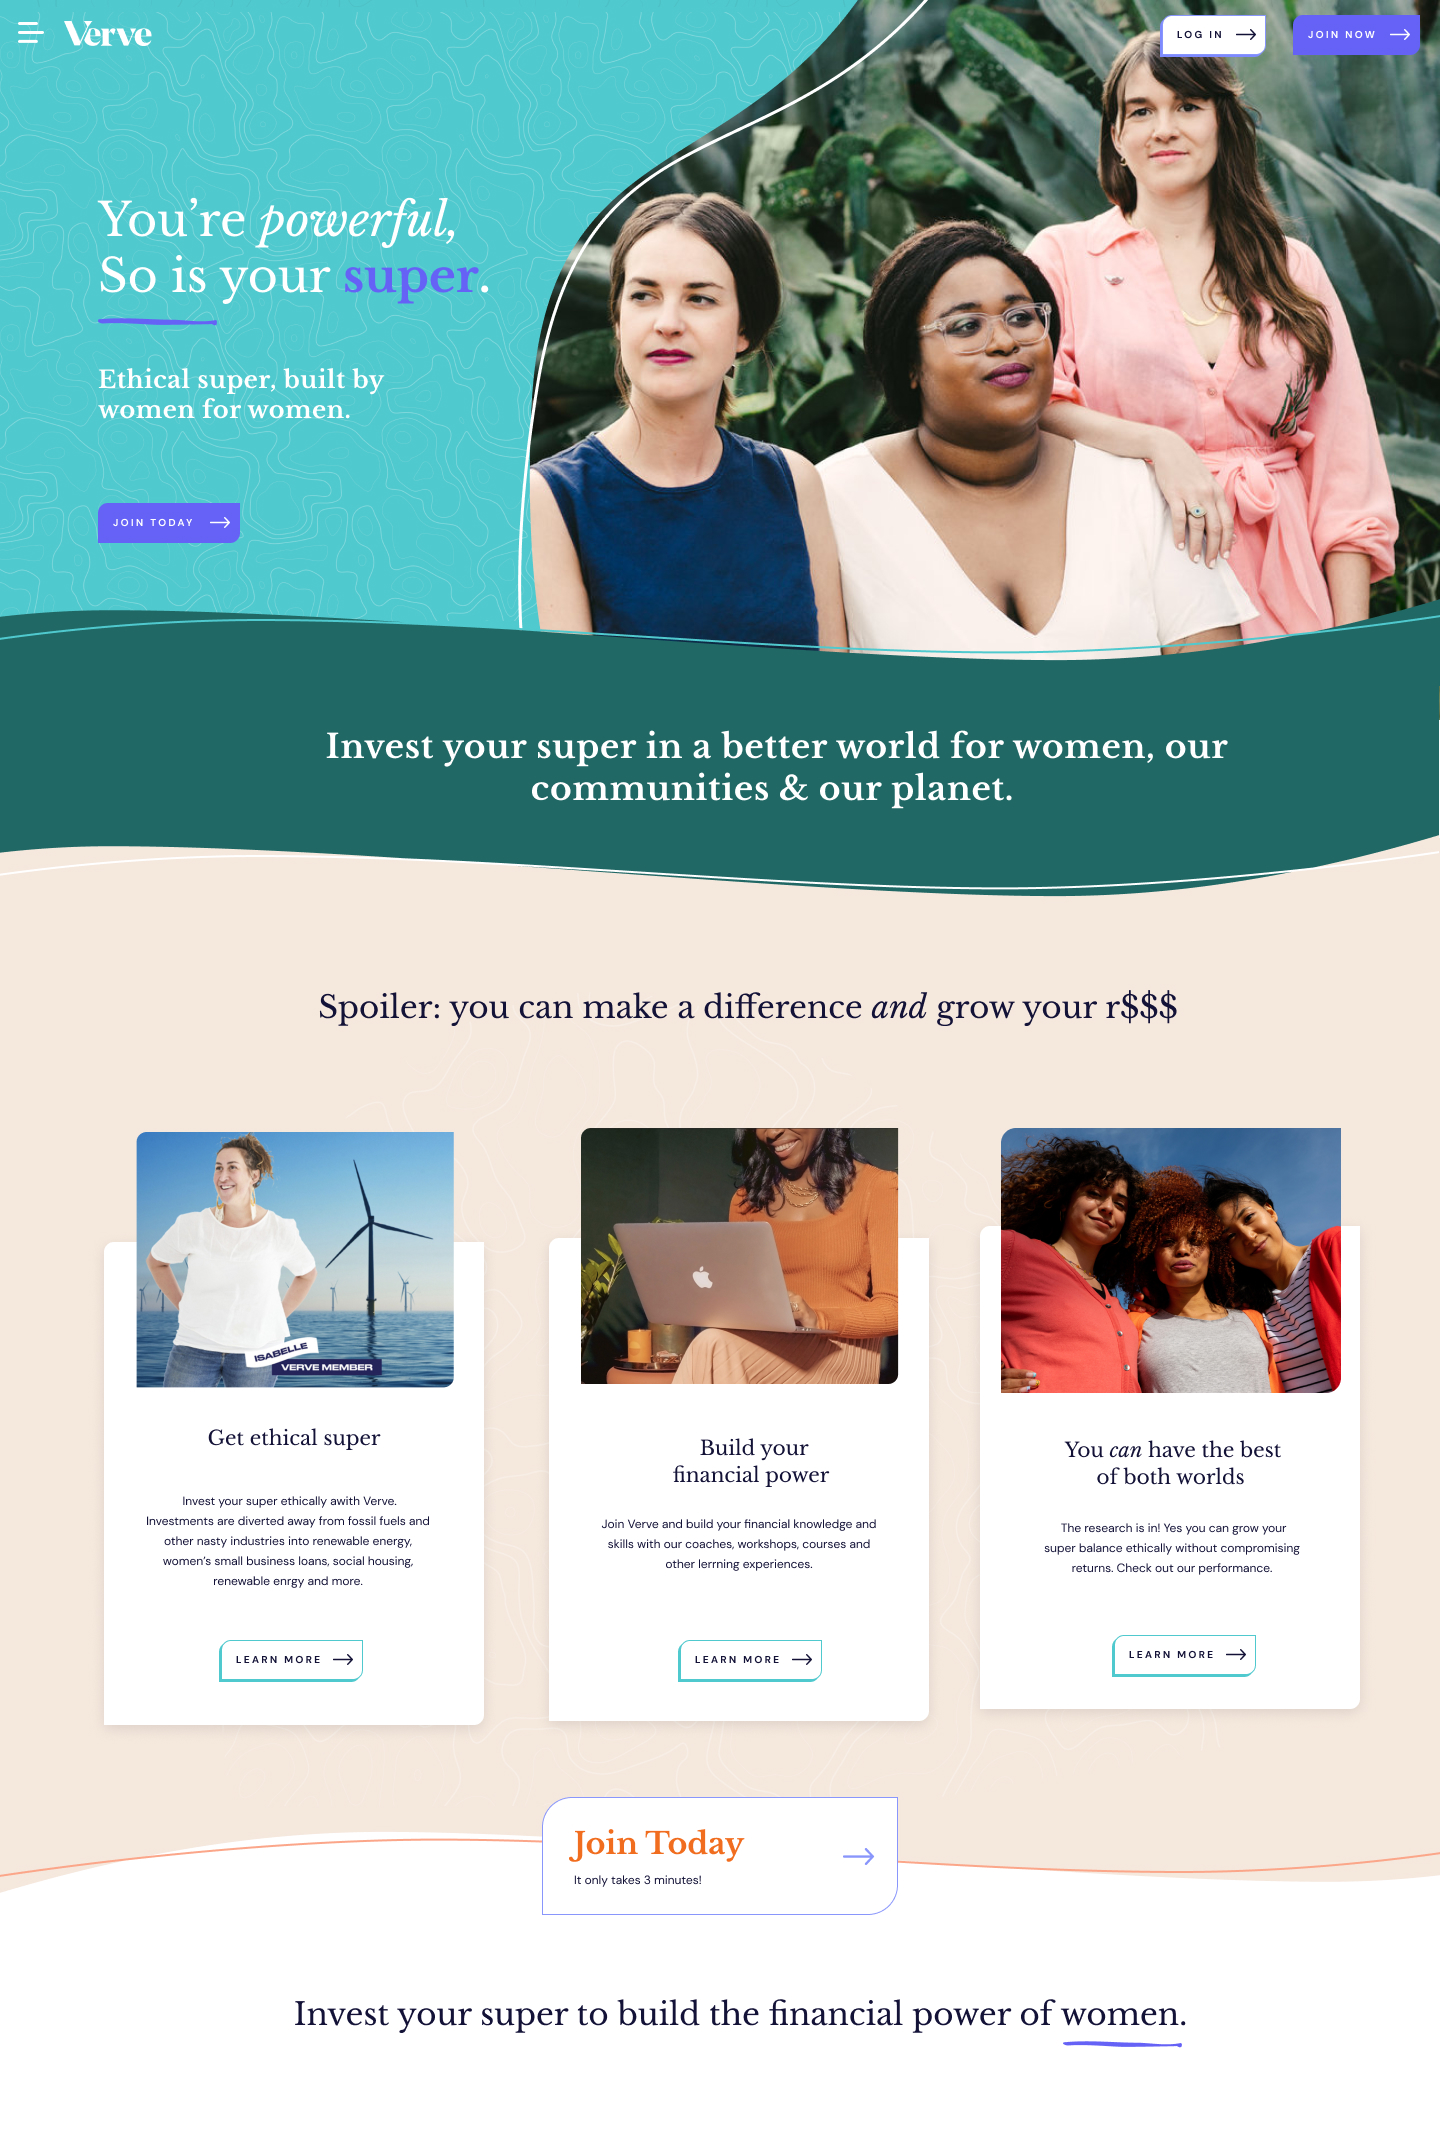 Verve
LOG IN
JOIN NOW
You're powerful,
So is your super.
Ethical super, built by
women for women.
JOIN TODAY
Invest your super in a better world for women, our
communities & our planet.
Spoiler: you can make a difference and grow your r$$$
ISABELLE
VERVE MEMBER
Get ethical super
Invest your super ethically awith Verve.
Investments are diverted away from fossil fuels and
other nasty industries into renewable energy,
women's small business loans, social housing,
renewable enrgy and more.
LEARN MORE
Build your
financial power
Join Verve and build your financial knowledge and
skills with our coaches, workshops, courses and
other lerrning experiences.
LEARN MORE
You can have the best
of both worlds
The research is in! Yes you can grow your
super balance ethically without compromising
returns. Check out our performance.
LEARN MORE
Join Today
It only takes 3 minutes!
Invest your super to build the financial power of women.